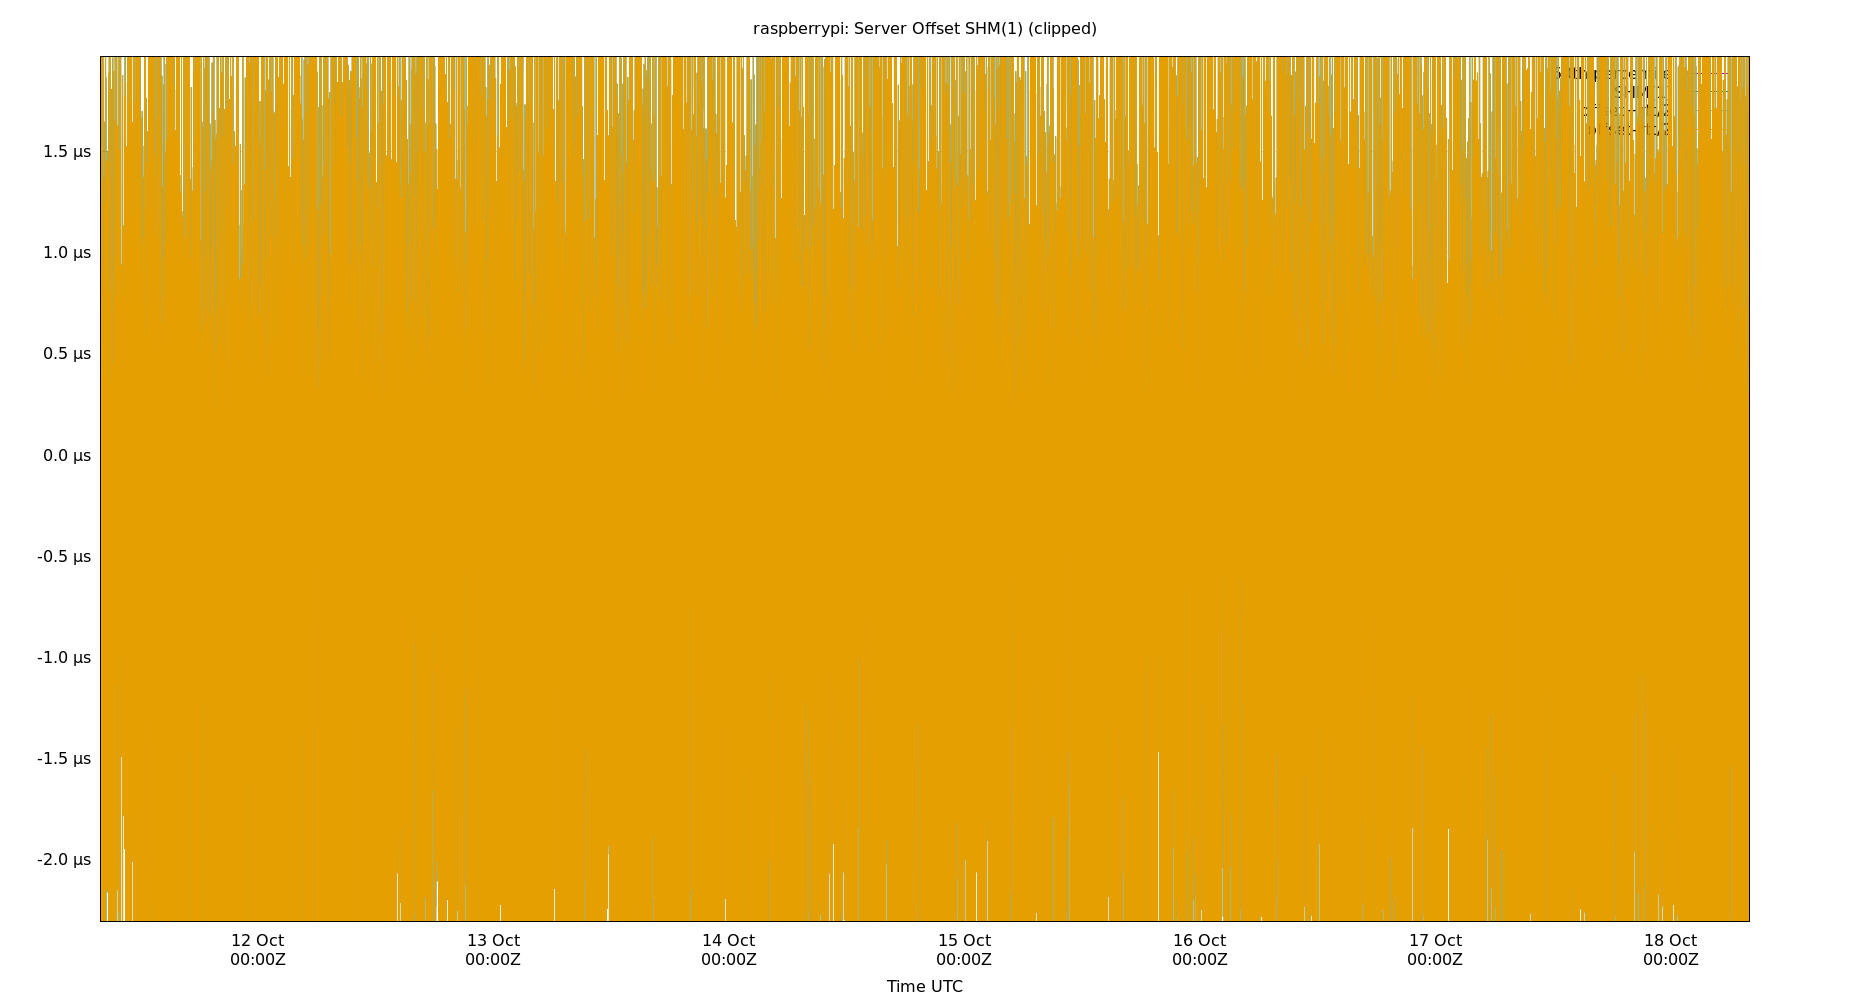 raspberrypi: Server Offset SHM(1) (clipped)
1.5 µs
1.0 µs
0.5 µs
0.0 µs
-0.5 µs
-1.0 µs
-1.5 µs
-2.0 µs
12 Oct 13 Oct 14 Oct 15 Oct 16 Oct 17 Oct 18 Oct
00:00Z 00:00Z 00:00Z 00:00Z 00:00Z 00:00Z 00:00Z
Time UTC